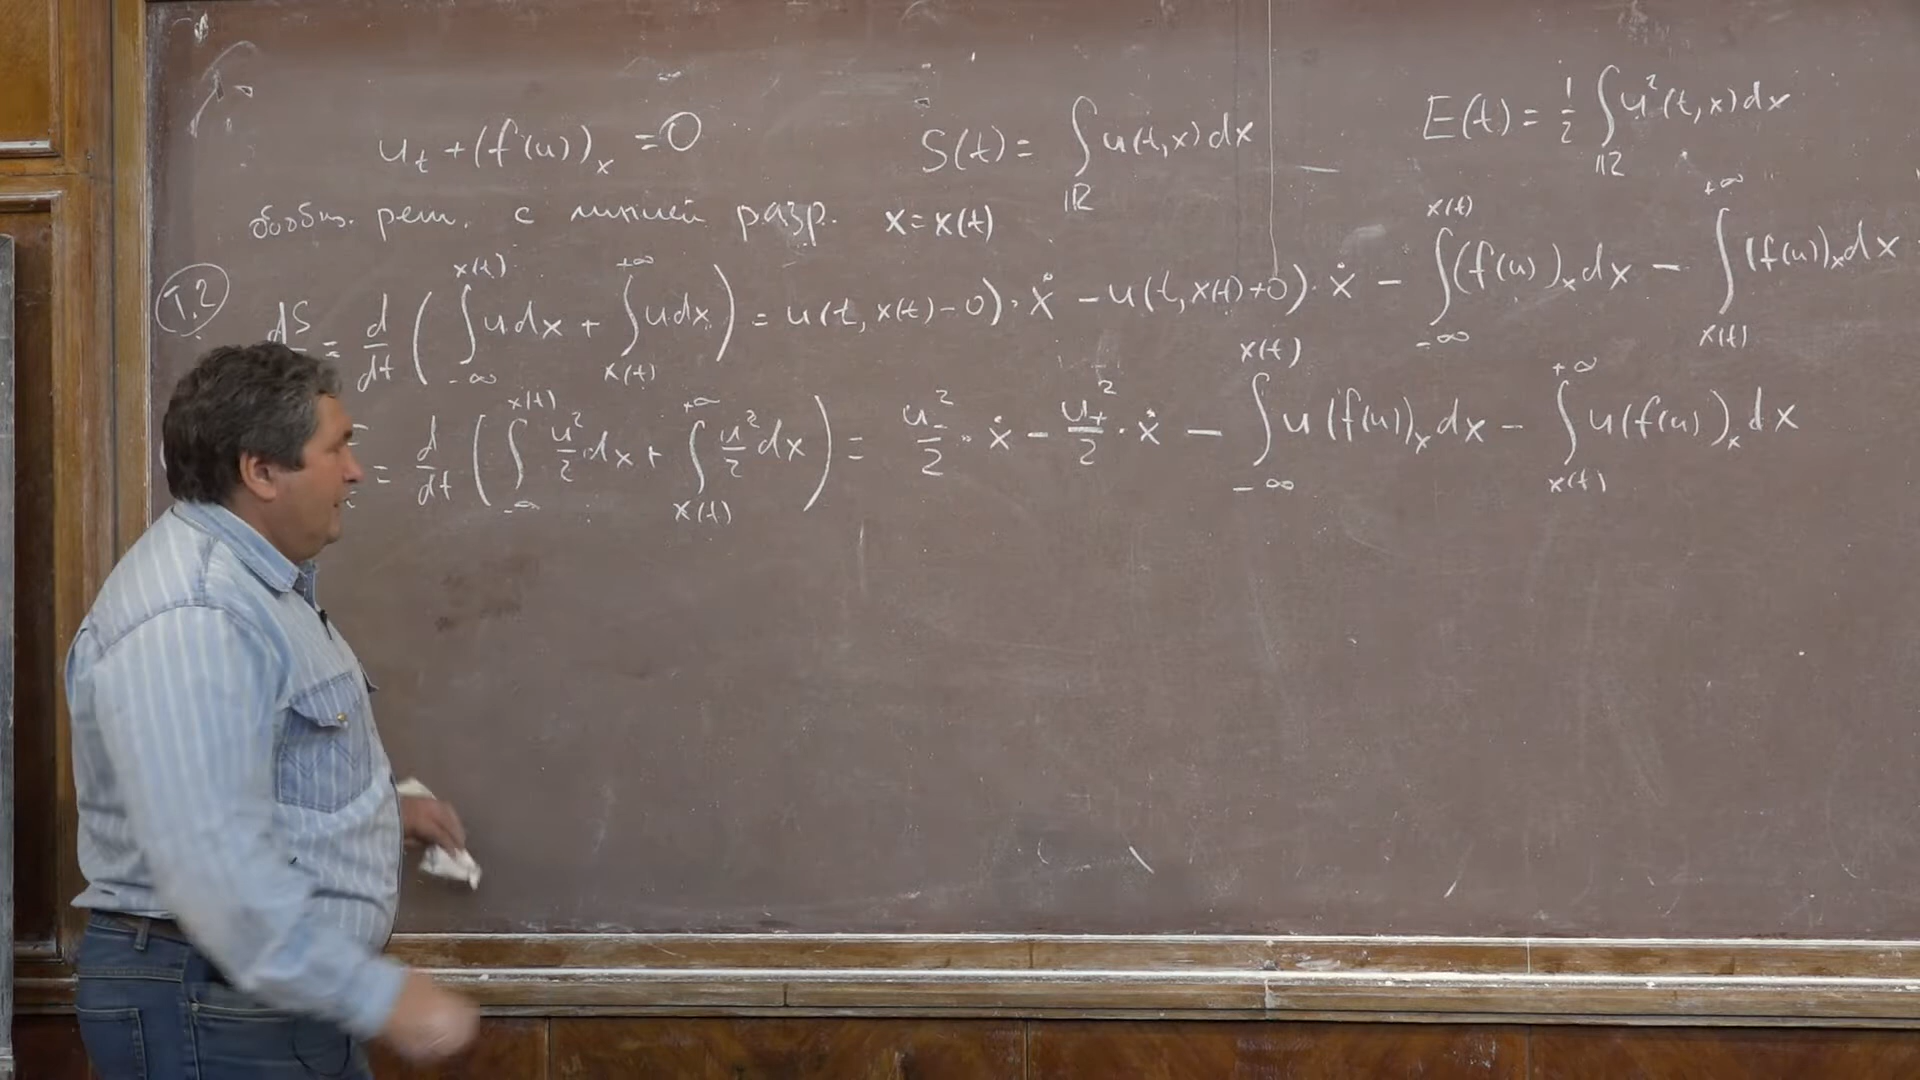 u_t + (f(u))_x = 0   S(t) = ∫_ℝ u(t,x)dx   E(t) = 1/2 ∫_ℝ u²(t,x)dx
обобщ. реш. с линией разр. x = x(t)
Т.2 dS = d/dt ( ∫_{-∞}^{x(t)} u dx + ∫_{x(t)}^{+∞} u dx ) = u(t, x(t)-0)·ẋ - u(t, x(t)+0)·ẋ - ∫_{-∞}^{x(t)} (f(u))_x dx - ∫_{x(t)}^{+∞} (f(u))_x dx
= d/dt ( ∫_{-∞}^{x(t)} u²/2 dx + ∫_{x(t)}^{+∞} u²/2 dx ) = u_-²/2 · ẋ - u_+²/2 · ẋ - ∫_{-∞}^{x(t)} u(f(u))_x dx - ∫_{x(t)}^{+∞} u(f(u))_x dx